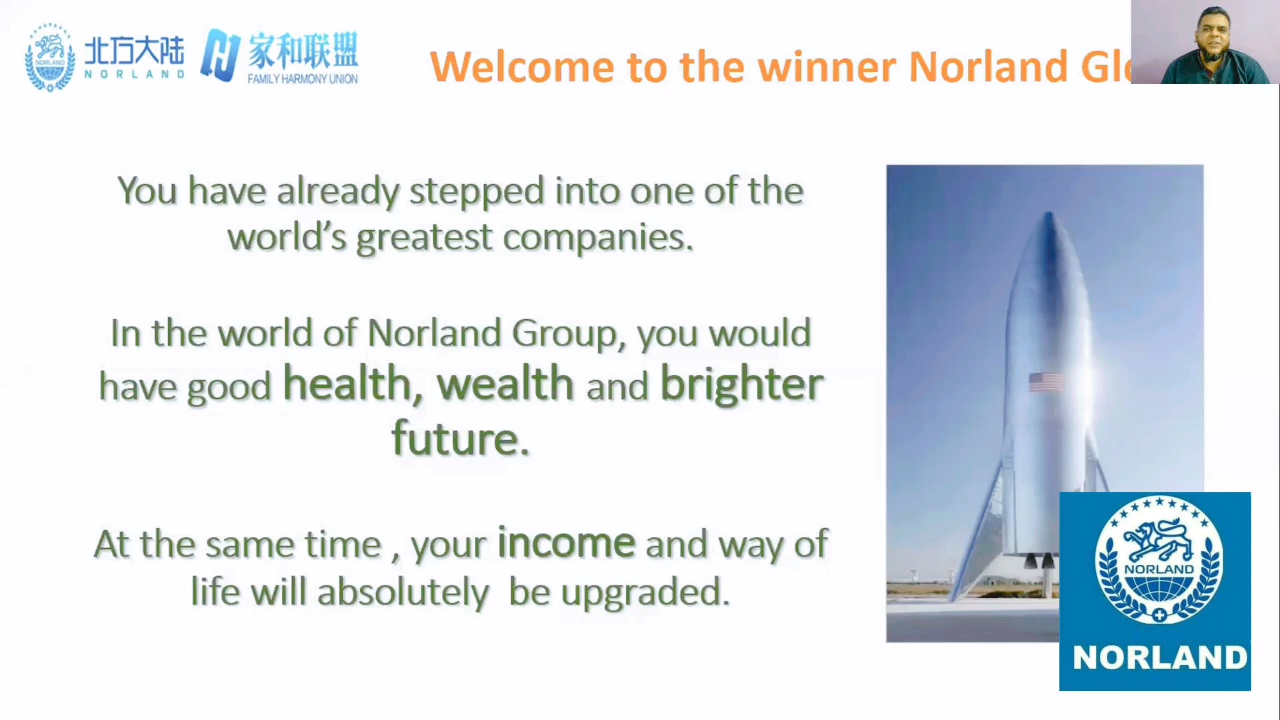 北方大陆
NORLAND
NORLAND
家和联盟
FAMILY HARMONY UNION
Welcome to the winner Norland
You have already stepped into one of the
world’s greatest companies.
In the world of Norland Group, you would
have good health, wealth and brighter
future.
At the same time , your income and way of
life will absolutely be upgraded.
NORLAND
NORLAND